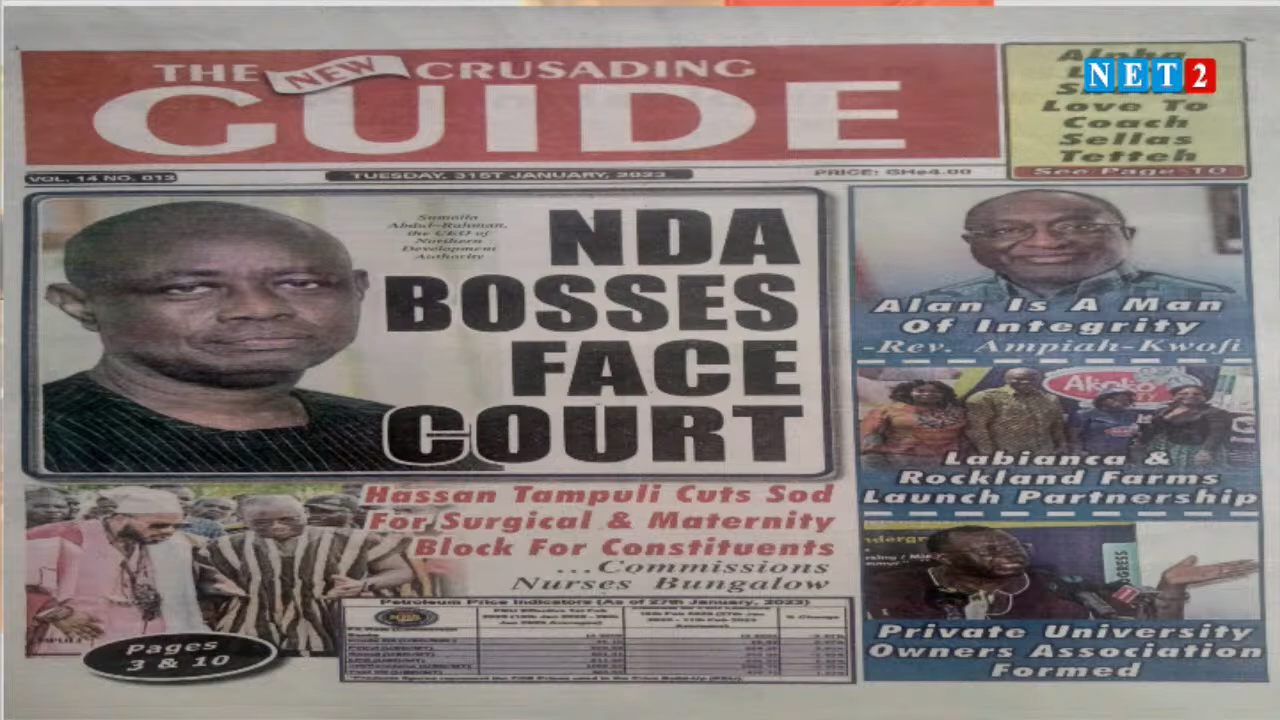 NET2
THE NEW CRUSADING
GUIDE
Love To
Coach
Sellas
Tetteh
See Page 10
VOL. 14 NO. 013
TUESDAY, 31ST JANUARY, 2023
PRICE: GH¢4.00
Sumaila
Abdul-Rahman,
the CEO of
Northern
Development
Authority
NDA
BOSSES
FACE
COURT
Alan Is A Man
Of Integrity
-Rev. Ampiah-Kwofi
Akoko
Labianca &
Rockland Farms
Launch Partnership
Hassan Tampuli Cuts Sod
For Surgical & Maternity
Block For Constituents
...Commissions
Nurses Bungalow
Pages
3 & 10
Petroleum Price Indicators (As of 27th January, 2023)
% Change
Private University
Owners Association
Formed